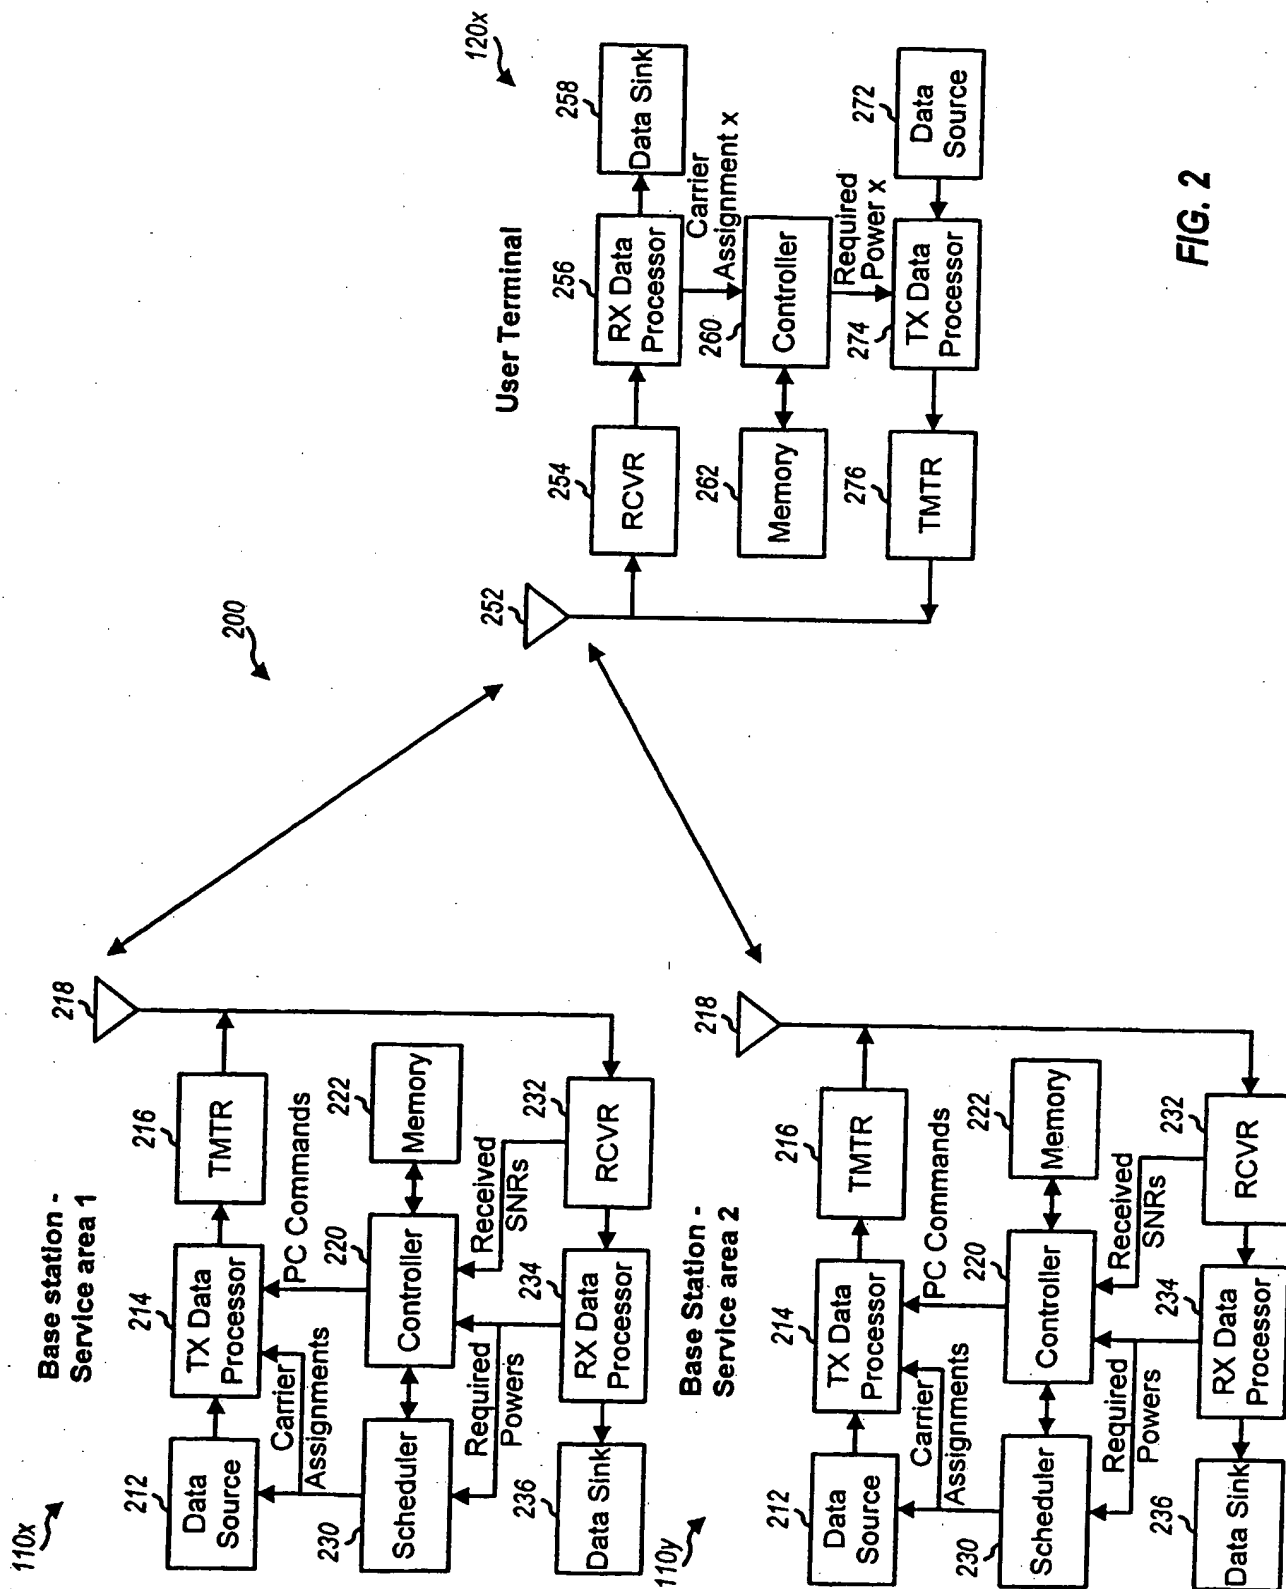 110x
Base station -
Service area 1
212
Data
Source
214
TX Data
Processor
216
TMTR
218
Carrier
Assignments
PC Commands
230
Scheduler
220
Controller
222
Memory
Required
Powers
Received
SNRs
236
Data Sink
234
RX Data
Processor
232
RCVR
110y
Base Station -
Service area 2
212
Data
Source
214
TX Data
Processor
216
TMTR
218
Carrier
Assignments
PC Commands
230
Scheduler
220
Controller
222
Memory
Required
Powers
Received
SNRs
236
Data Sink
234
RX Data
Processor
232
RCVR
200
120x
User Terminal
252
254
RCVR
256
RX Data
Processor
258
Data Sink
Carrier
Assignment x
262
Memory
260
Controller
Required
Power x
276
TMTR
274
TX Data
Processor
272
Data
Source
FIG. 2